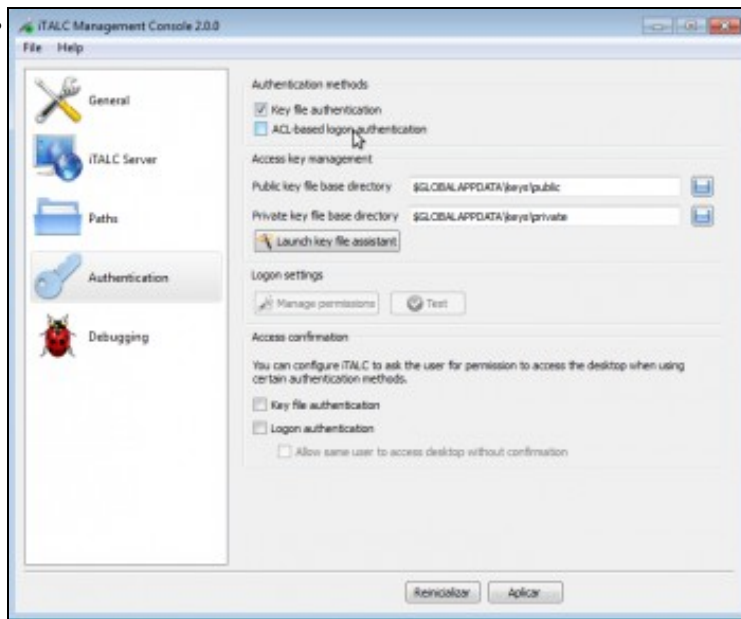 iTALC Management Console 2.0.0
File Help
General
iTALC Server
Paths
Authentication
Debugging
Authentication methods
Key file authentication
ACL-based logon authentication
Access key management
Public key file base directory
$GLOBALAPPDATA\keys\public
Private key file base directory
$GLOBALAPPDATA\keys\private
Launch key file assistant
Logon settings
Manage permissions
Test
Access confirmation
You can configure iTALC to ask the user for permission to access the desktop when using
certain authentication methods.
Key file authentication
Logon authentication
Allow same user to access desktop without confirmation
Reinicializar
Aplicar